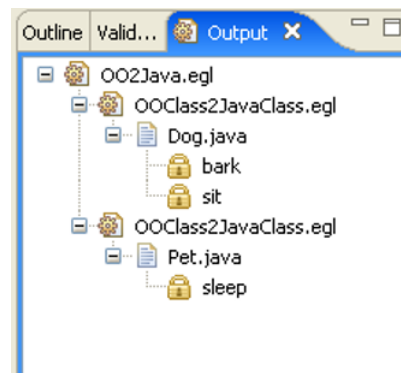 Outline Valid... Output
OO2Java.egl
OOClass2JavaClass.egl
Dog.java
bark
sit
OOClass2JavaClass.egl
Pet.java
sleep